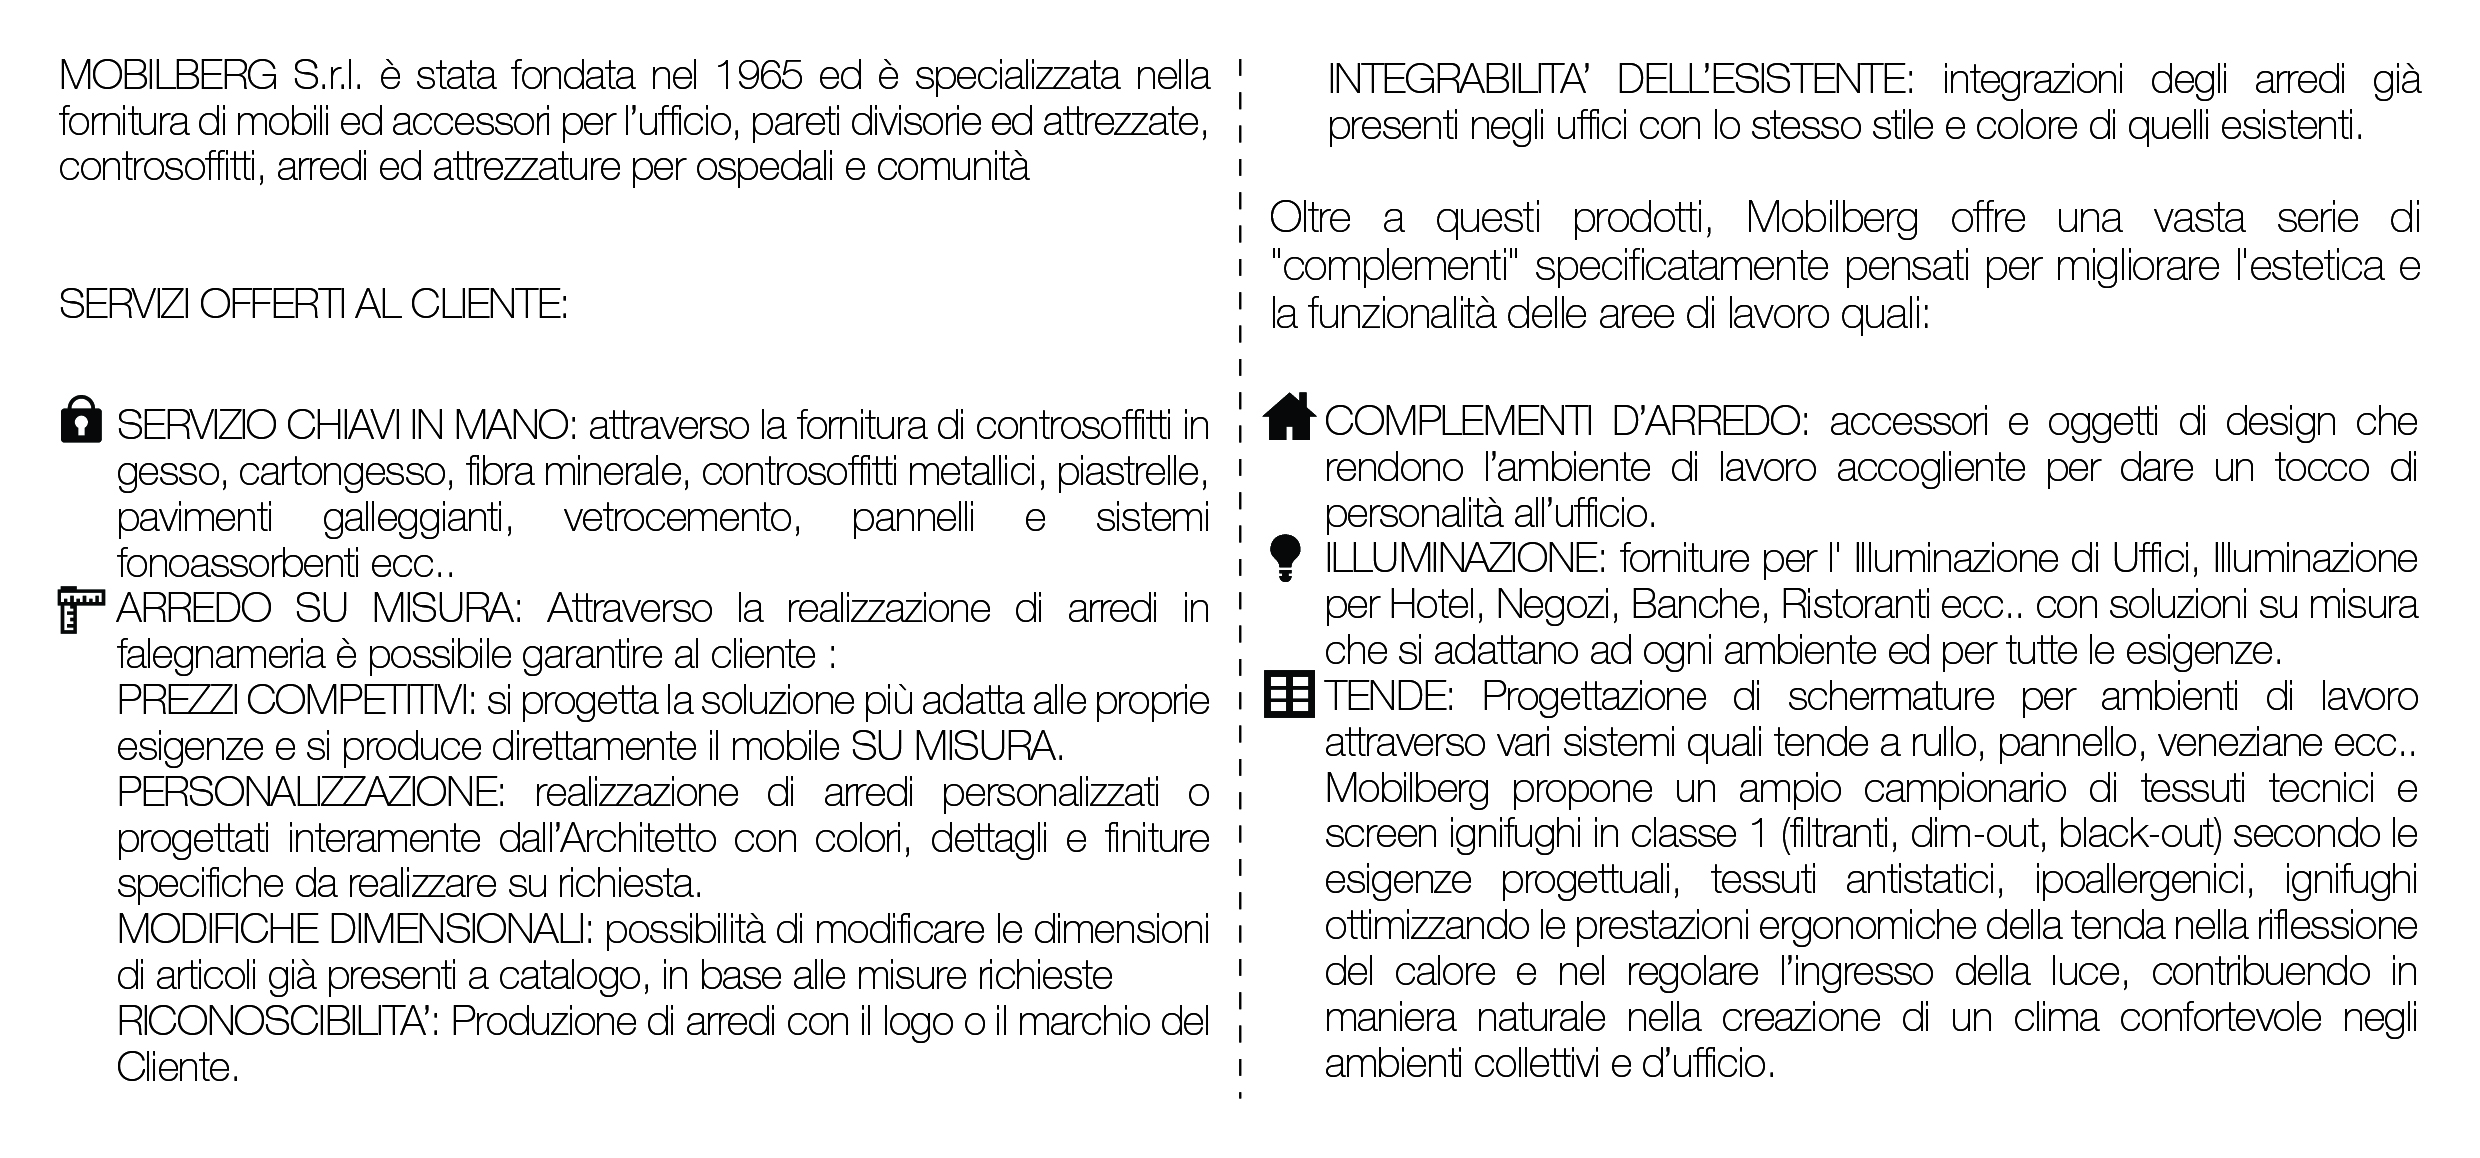 MOBILBERG S.r.l. è stata fondata nel 1965 ed è specializzata nella
fornitura di mobili ed accessori per l’ufficio, pareti divisorie ed attrezzate,
controsoffitti, arredi ed attrezzature per ospedali e comunità
SERVIZI OFFERTI AL CLIENTE:
SERVIZIO CHIAVI IN MANO: attraverso la fornitura di controsoffitti in
gesso, cartongesso, fibra minerale, controsoffitti metallici, piastrelle,
pavimenti galleggianti, vetrocemento, pannelli e sistemi
fonoassorbenti ecc..
ARREDO SU MISURA: Attraverso la realizzazione di arredi in
falegnameria è possibile garantire al cliente :
PREZZI COMPETITIVI: si progetta la soluzione più adatta alle proprie
esigenze e si produce direttamente il mobile SU MISURA.
PERSONALIZZAZIONE: realizzazione di arredi personalizzati o
progettati interamente dall’Architetto con colori, dettagli e finiture
specifiche da realizzare su richiesta.
MODIFICHE DIMENSIONALI: possibilità di modificare le dimensioni
di articoli già presenti a catalogo, in base alle misure richieste
RICONOSCIBILITA’: Produzione di arredi con il logo o il marchio del
Cliente.
INTEGRABILITA’ DELL’ESISTENTE: integrazioni degli arredi già
presenti negli uffici con lo stesso stile e colore di quelli esistenti.
Oltre a questi prodotti, Mobilberg offre una vasta serie di
"complementi" specificatamente pensati per migliorare l'estetica e
la funzionalità delle aree di lavoro quali:
COMPLEMENTI D’ARREDO: accessori e oggetti di design che
rendono l’ambiente di lavoro accogliente per dare un tocco di
personalità all’ufficio.
ILLUMINAZIONE: forniture per l' Illuminazione di Uffici, Illuminazione
per Hotel, Negozi, Banche, Ristoranti ecc.. con soluzioni su misura
che si adattano ad ogni ambiente ed per tutte le esigenze.
TENDE: Progettazione di schermature per ambienti di lavoro
attraverso vari sistemi quali tende a rullo, pannello, veneziane ecc..
Mobilberg propone un ampio campionario di tessuti tecnici e
screen ignifughi in classe 1 (filtranti, dim-out, black-out) secondo le
esigenze progettuali, tessuti antistatici, ipoallergenici, ignifughi
ottimizzando le prestazioni ergonomiche della tenda nella riflessione
del calore e nel regolare l’ingresso della luce, contribuendo in
maniera naturale nella creazione di un clima confortevole negli
ambienti collettivi e d’ufficio.